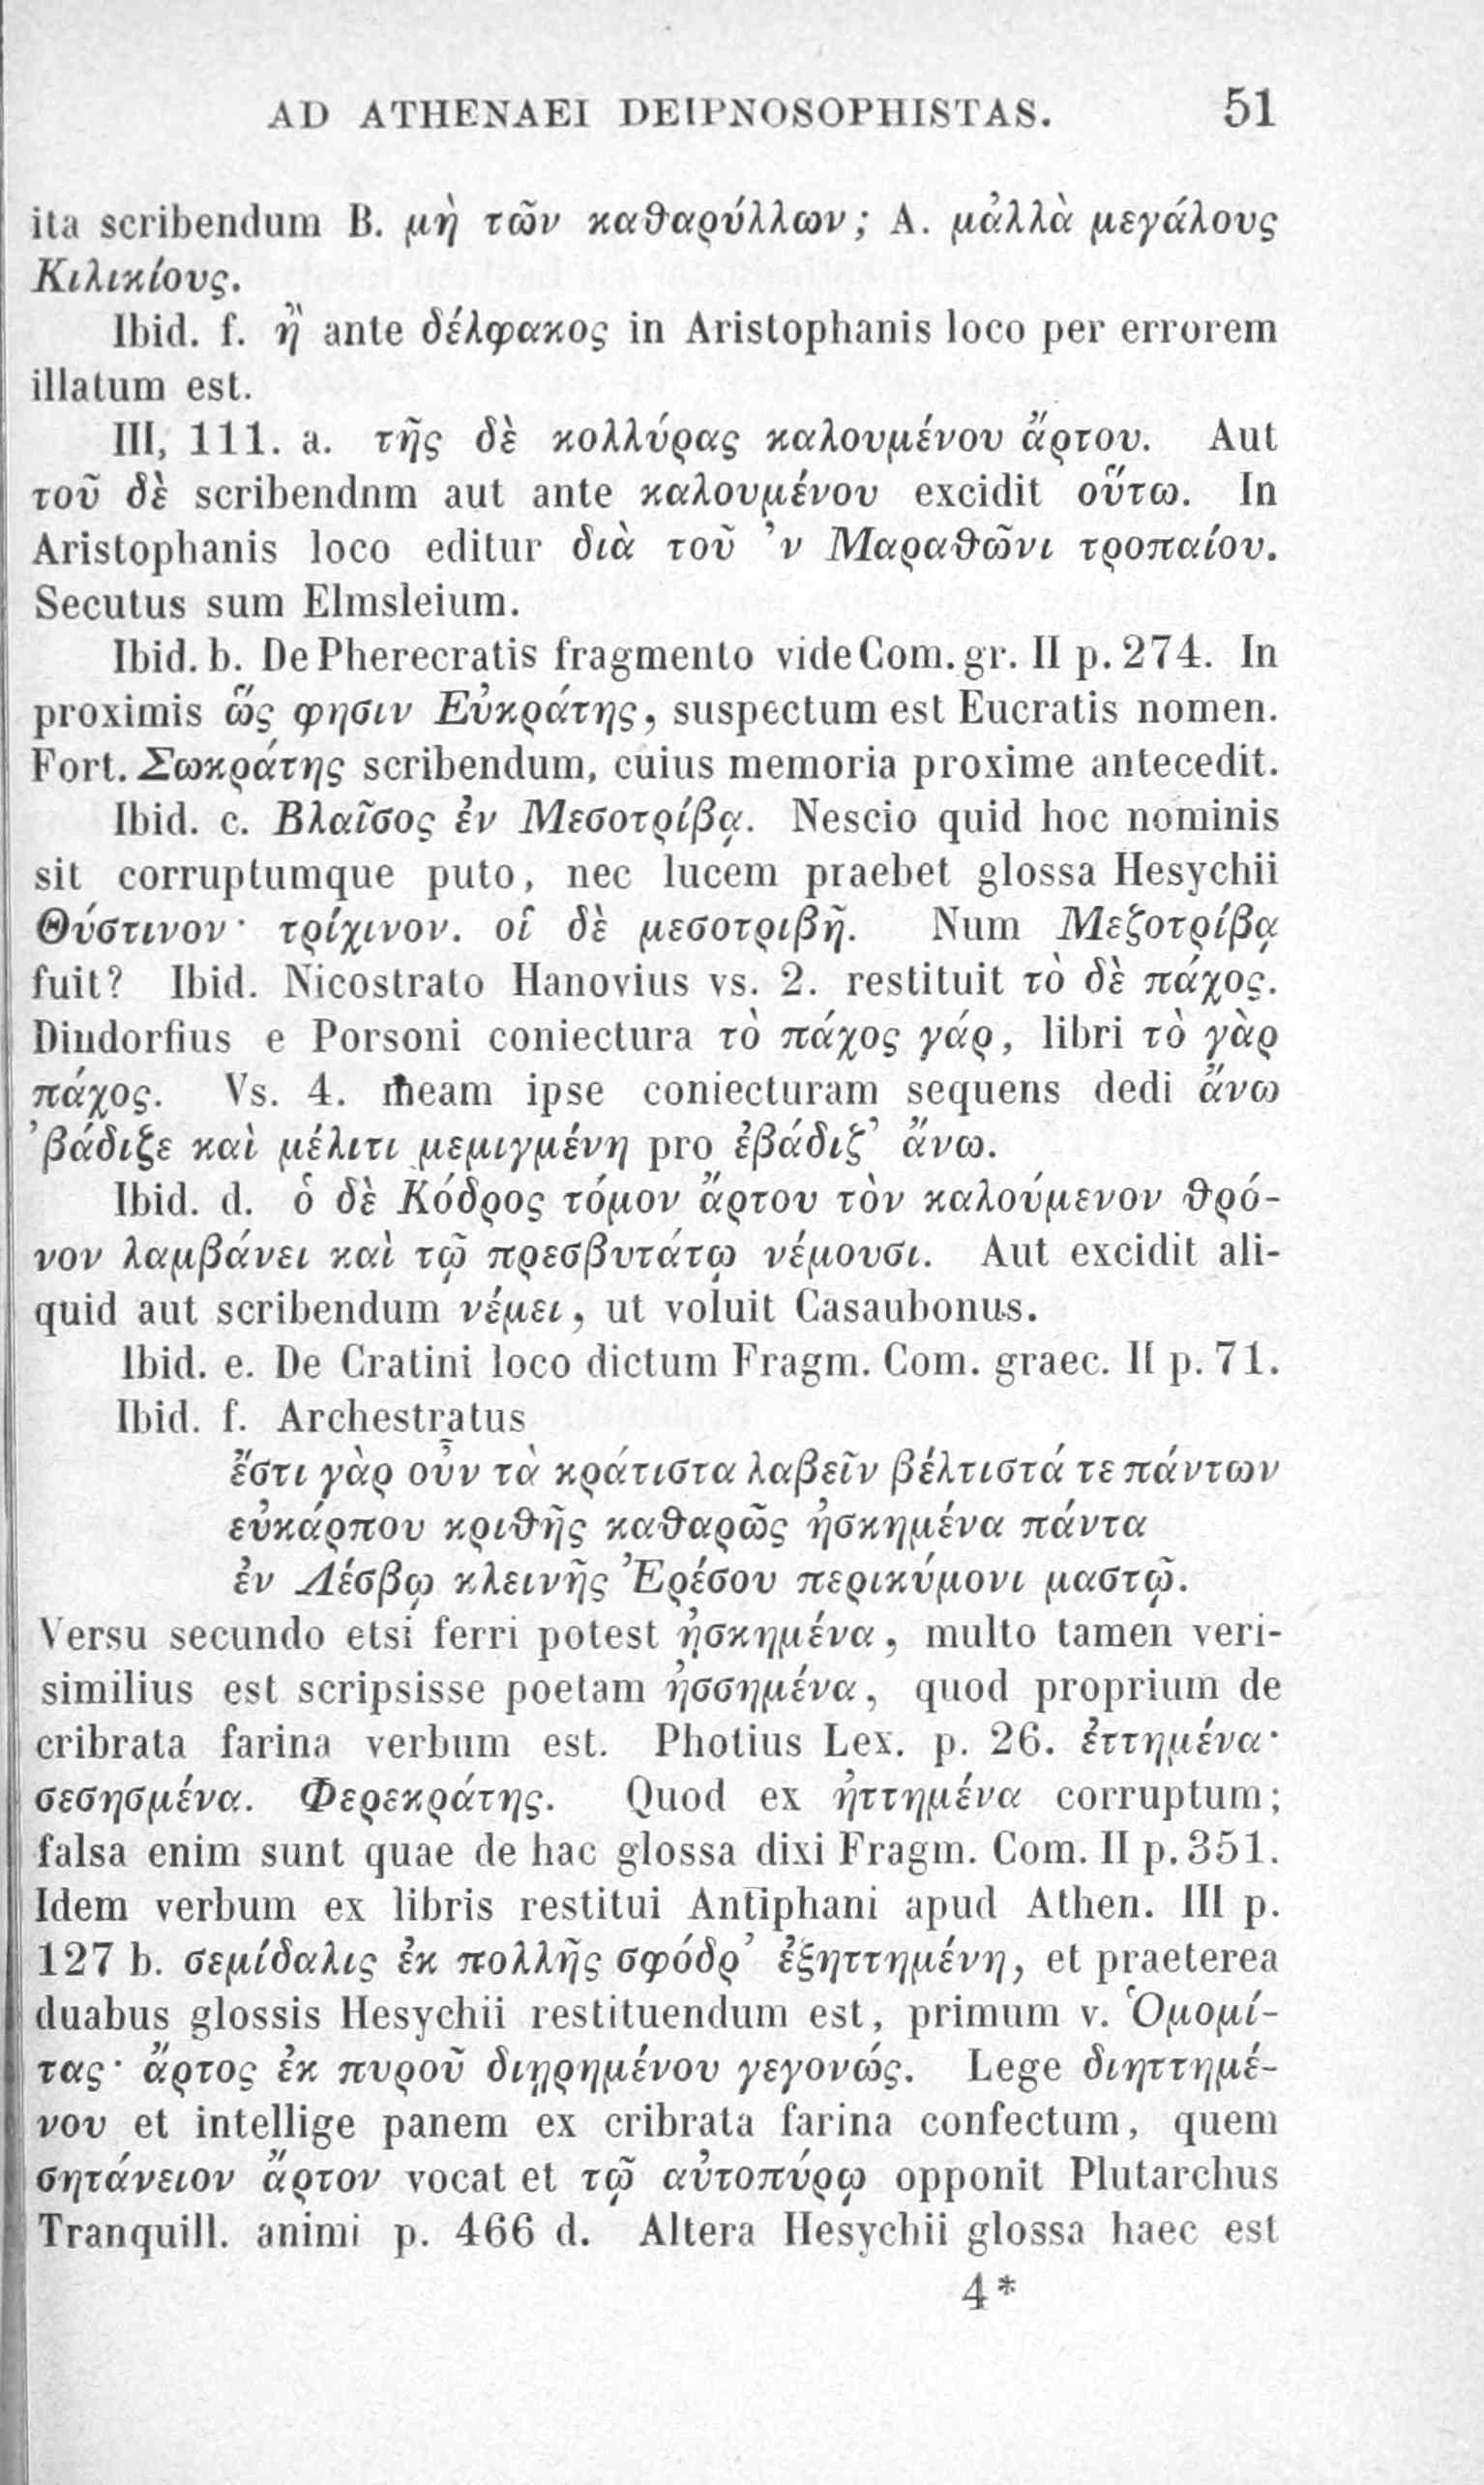 AD ATHENAEI DEIPNOSOPHISTAS. 51
ita scribendum B. μὴ τῶν καθαρύλλων; A. μἀλλὰ μεγάλους
Κιλικίους.
Ibid. f. ἢ ante δέλφακος in Aristophanis loco per errorem
illatum est.
III, 111. a. τῆς δὲ κολλύρας καλουμένου ἄρτου. Aut
τοῦ δὲ scribendnm aut ante καλουμένου excidit οὕτω. In
Aristophanis loco editur διὰ τοῦ ’ν Μαραθῶνι τροπαίου.
Secutus sum Elmsleium.
Ibid. b. De Pherecratis fragmento vide Com. gr. II p. 274. In
proximis ὥς φησιν Εὐκράτης, suspectum est Eucratis nomen.
Fort. Σωκράτης scribendum, cuius memoria proxime antecedit.
Ibid. c. Βλαῖσος ἐν Μεσοτρίβᾳ. Nescio quid hoc nominis
sit corruptumque puto, nec lucem praebet glossa Hesychii
Θύστινον· τρίχινον. οἱ δὲ μεσοτριβῆ. Num Μεζοτρίβᾳ
fuit? Ibid. Nicostrato Hanovius vs. 2. restituit τὸ δὲ πάχος.
Dindorfius e Porsoni coniectura τὸ πάχος γάρ, libri τὸ γὰρ
πάχος. Vs. 4. meam ipse coniecturam sequens dedi ἄνω
’βάδιξε καὶ μέλιτι μεμιγμένη pro ἐβάδιζ’ ἄνω.
Ibid. d. ὁ δὲ Κόδρος τόμον ἄρτου τὸν καλούμενον θρό-
νον λαμβάνει καὶ τῷ πρεσβυτάτῳ νέμουσι. Aut excidit ali-
quid aut scribendum νέμει, ut voluit Casaubonus.
Ibid. e. De Cratini loco dictum Fragm. Com. graec. II p. 71.
Ibid. f. Archestratus
ἔστι γὰρ οὖν τὰ κράτιστα λαβεῖν βέλτιστά τε πάντων
εὐκάρπου κριθῆς καθαρῶς ἠσκημένα πάντα
ἐν Λέσβῳ κλεινῆς Ἐρέσου περικύμονι μαστῷ.
Versu secundo etsi ferri potest ἠσκημένα, multo tamen veri-
similius est scripsisse poetam ἠσσημένα, quod proprium de
cribrata farina verbum est. Photius Lex. p. 26. ἐττημένα·
σεσησμένα. Φερεκράτης. Quod ex ἠττημένα corruptum;
falsa enim sunt quae de hac glossa dixi Fragm. Com. II p. 351.
Idem verbum ex libris restitui Antiphani apud Athen. III p.
127 b. σεμίδαλις ἐκ πολλῆς σφόδρ’ ἐξηττημένη, et praeterea
duabus glossis Hesychii restituendum est, primum v. Ὁμομί-
τας· ἄρτος ἐκ πυροῦ διῃρημένου γεγονώς. Lege διηττημέ-
νου et intellige panem ex cribrata farina confectum, quem
σητάνειον ἄρτον vocat et τῷ αὐτοπύρῳ opponit Plutarchus
Tranquill. animi p. 466 d. Altera Hesychii glossa haec est
4*